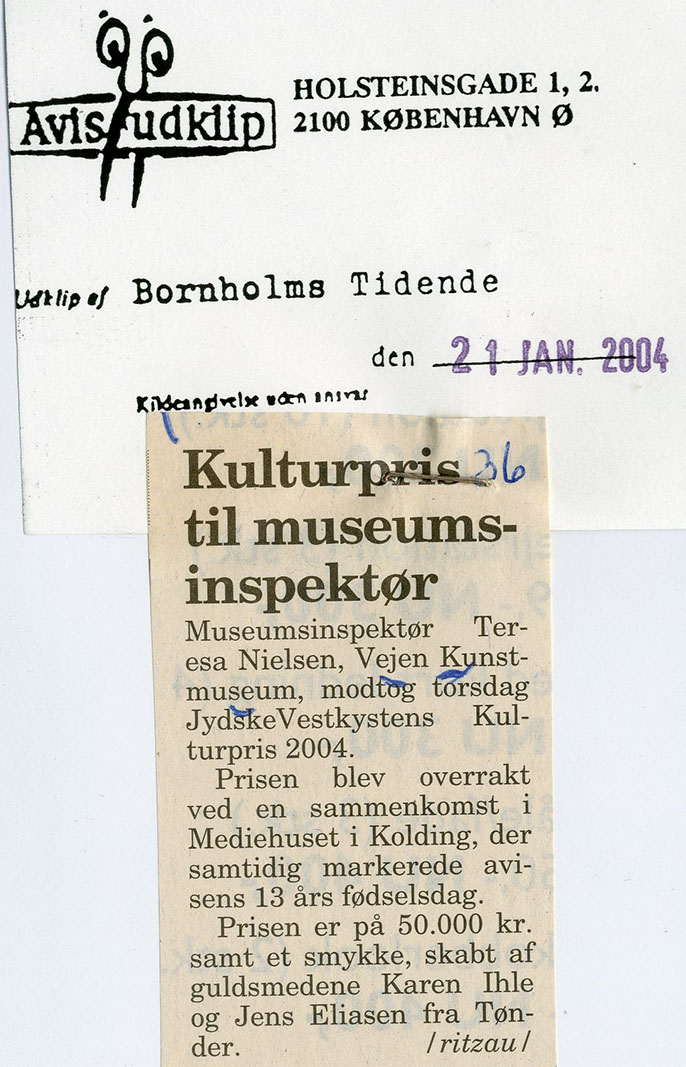 Avis udklip
HOLSTEINSGADE 1, 2.
2100 KØBENHAVN Ø
Udklip af Bornholms Tidende
den 21 JAN. 2004
Kildeangivelse uden ansvar
36
Kulturpris
til museums-
inspektør
Museumsinspektør Ter-
esa Nielsen, Vejen Kunst-
museum, modtog torsdag
JydskeVestkystens Kul-
turpris 2004.
Prisen blev overrakt
ved en sammenkomst i
Mediehuset i Kolding, der
samtidig markerede avi-
sens 13 års fødselsdag.
Prisen er på 50.000 kr.
samt et smykke, skabt af
guldsmedene Karen Ihle
og Jens Eliasen fra Tøn-
der. /ritzau/